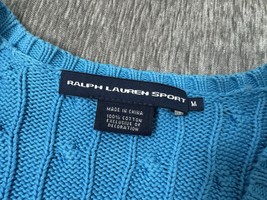 RALPH LAUREN SPORT
M
MADE IN CHINA
100% COTTON
EXCLUSIVE OF
DECORATION